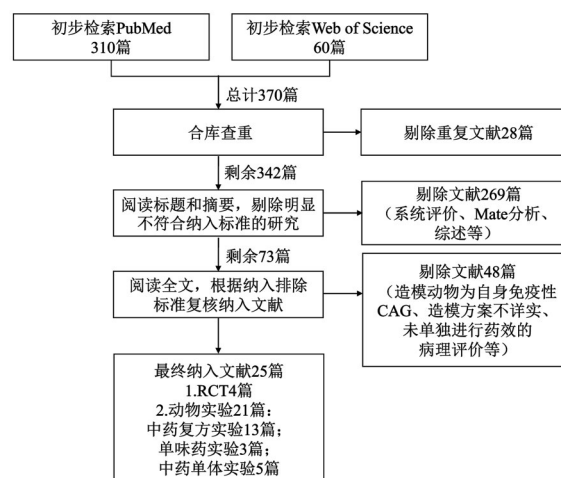 初步检索PubMed
310篇
初步检索Web of Science
60篇
总计370篇
合库查重
剔除重复文献28篇
剩余342篇
阅读标题和摘要，剔除明显
不符合纳入标准的研究
剔除文献269篇
（系统评价、Mate分析、
综述等）
剩余73篇
阅读全文，根据纳入排除
标准复核纳入文献
剔除文献48篇
（造模动物为自身免疫性
CAG、造模方案不详实、
未单独进行药效的
病理评价等）
最终纳入文献25篇
1.RCT4篇
2.动物实验21篇：
中药复方实验13篇；
单味药实验3篇；
中药单体实验5篇